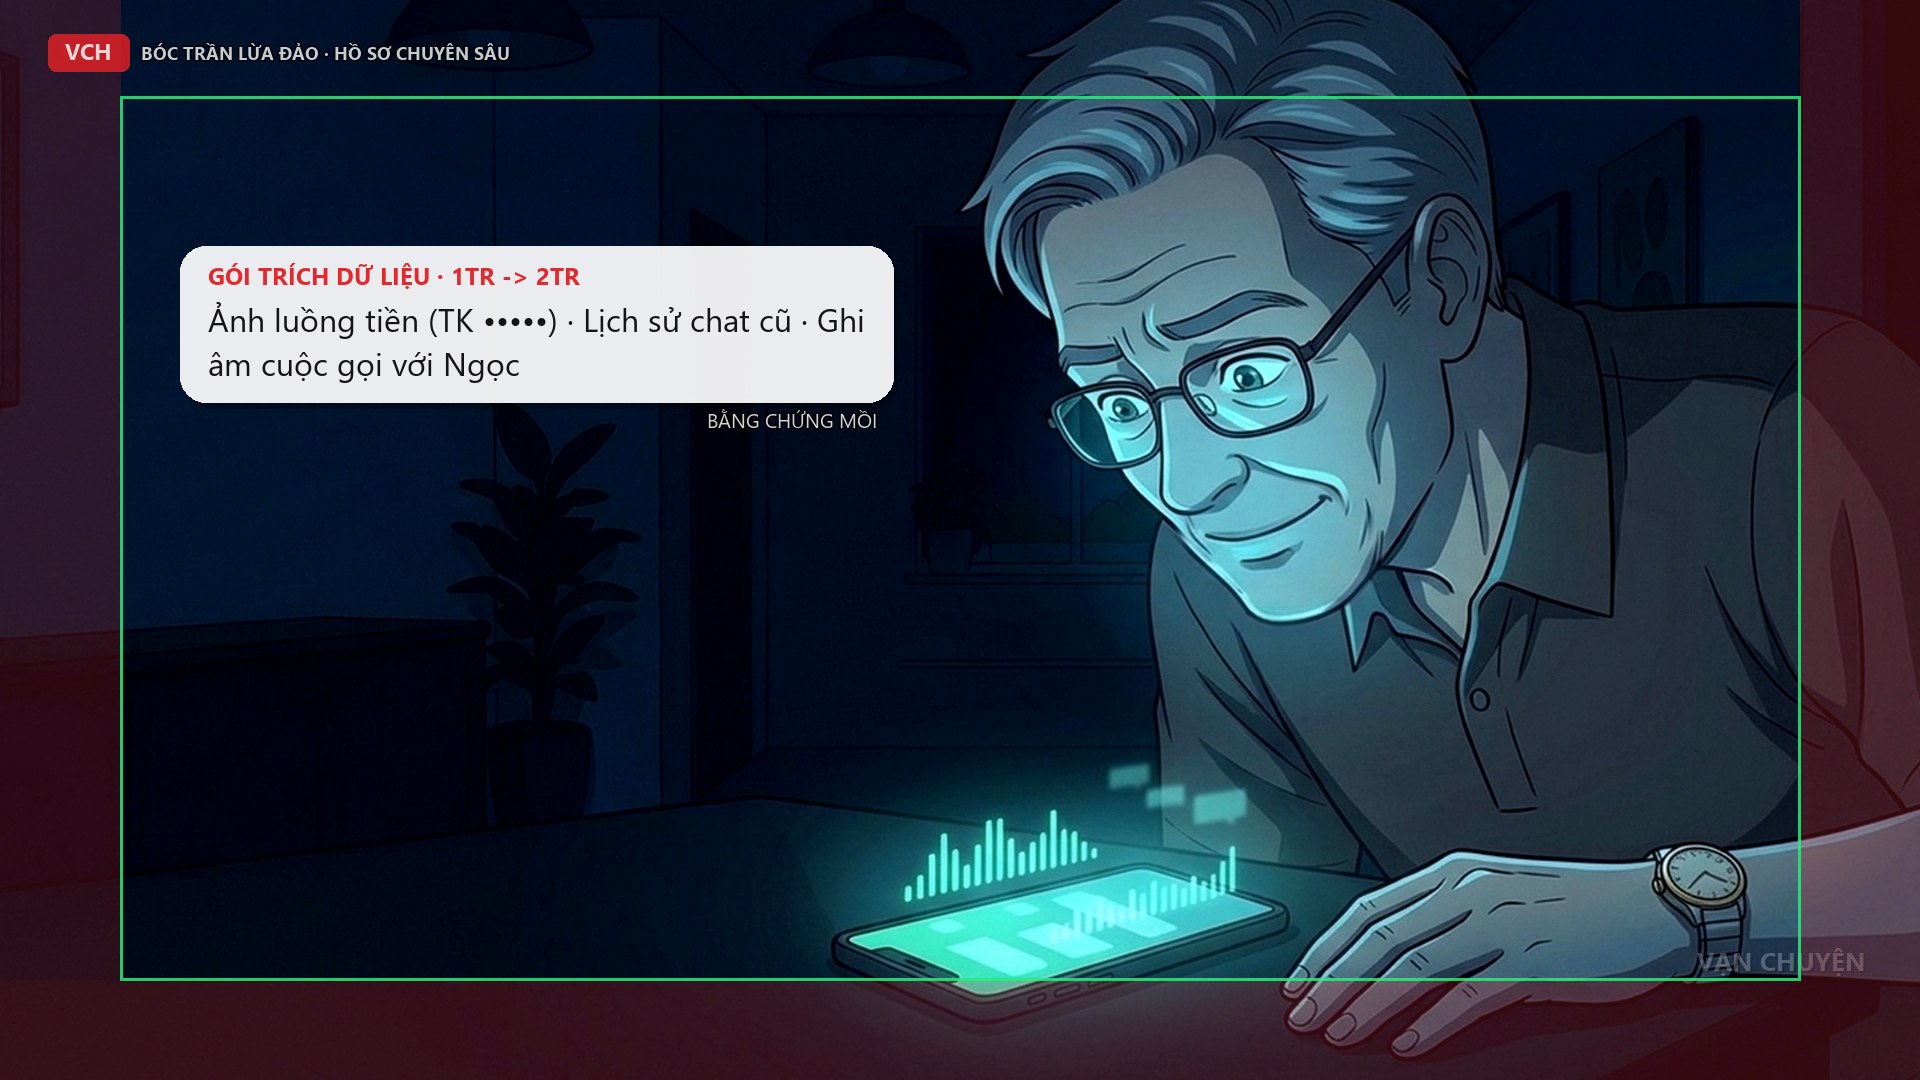 VCH BÓC TRẦN LỪA ĐẢO · HỒ SƠ CHUYÊN SÂU
GÓI TRÍCH DỮ LIỆU · 1TR -> 2TR
Ảnh luồng tiền (TK •••••) · Lịch sử chat cũ · Ghi
âm cuộc gọi với Ngọc
BẰNG CHỨNG MỒI
VẠN CHUYỆN